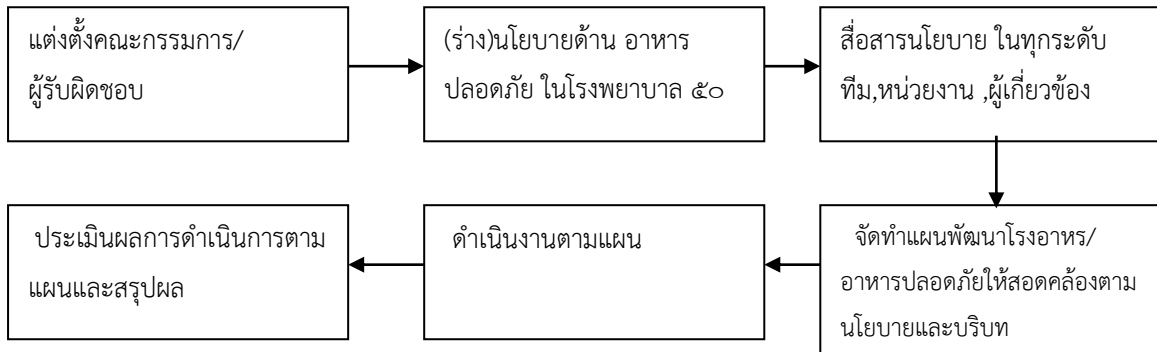 แต่งตั้งคณะกรรมการ/
ผู้รับผิดชอบ
(ร่าง)นโยบายด้าน อาหาร
ปลอดภัย ในโรงพยาบาล ๕๐
สื่อสารนโยบาย ในทุกระดับ
ทีม,หน่วยงาน ,ผู้เกี่ยวข้อง
จัดทำแผนพัฒนาโรงอาหร/
อาหารปลอดภัยให้สอดคล้องตาม
นโยบายและบริบท
ดำเนินงานตามแผน
ประเมินผลการดำเนินการตาม
แผนและสรุปผล